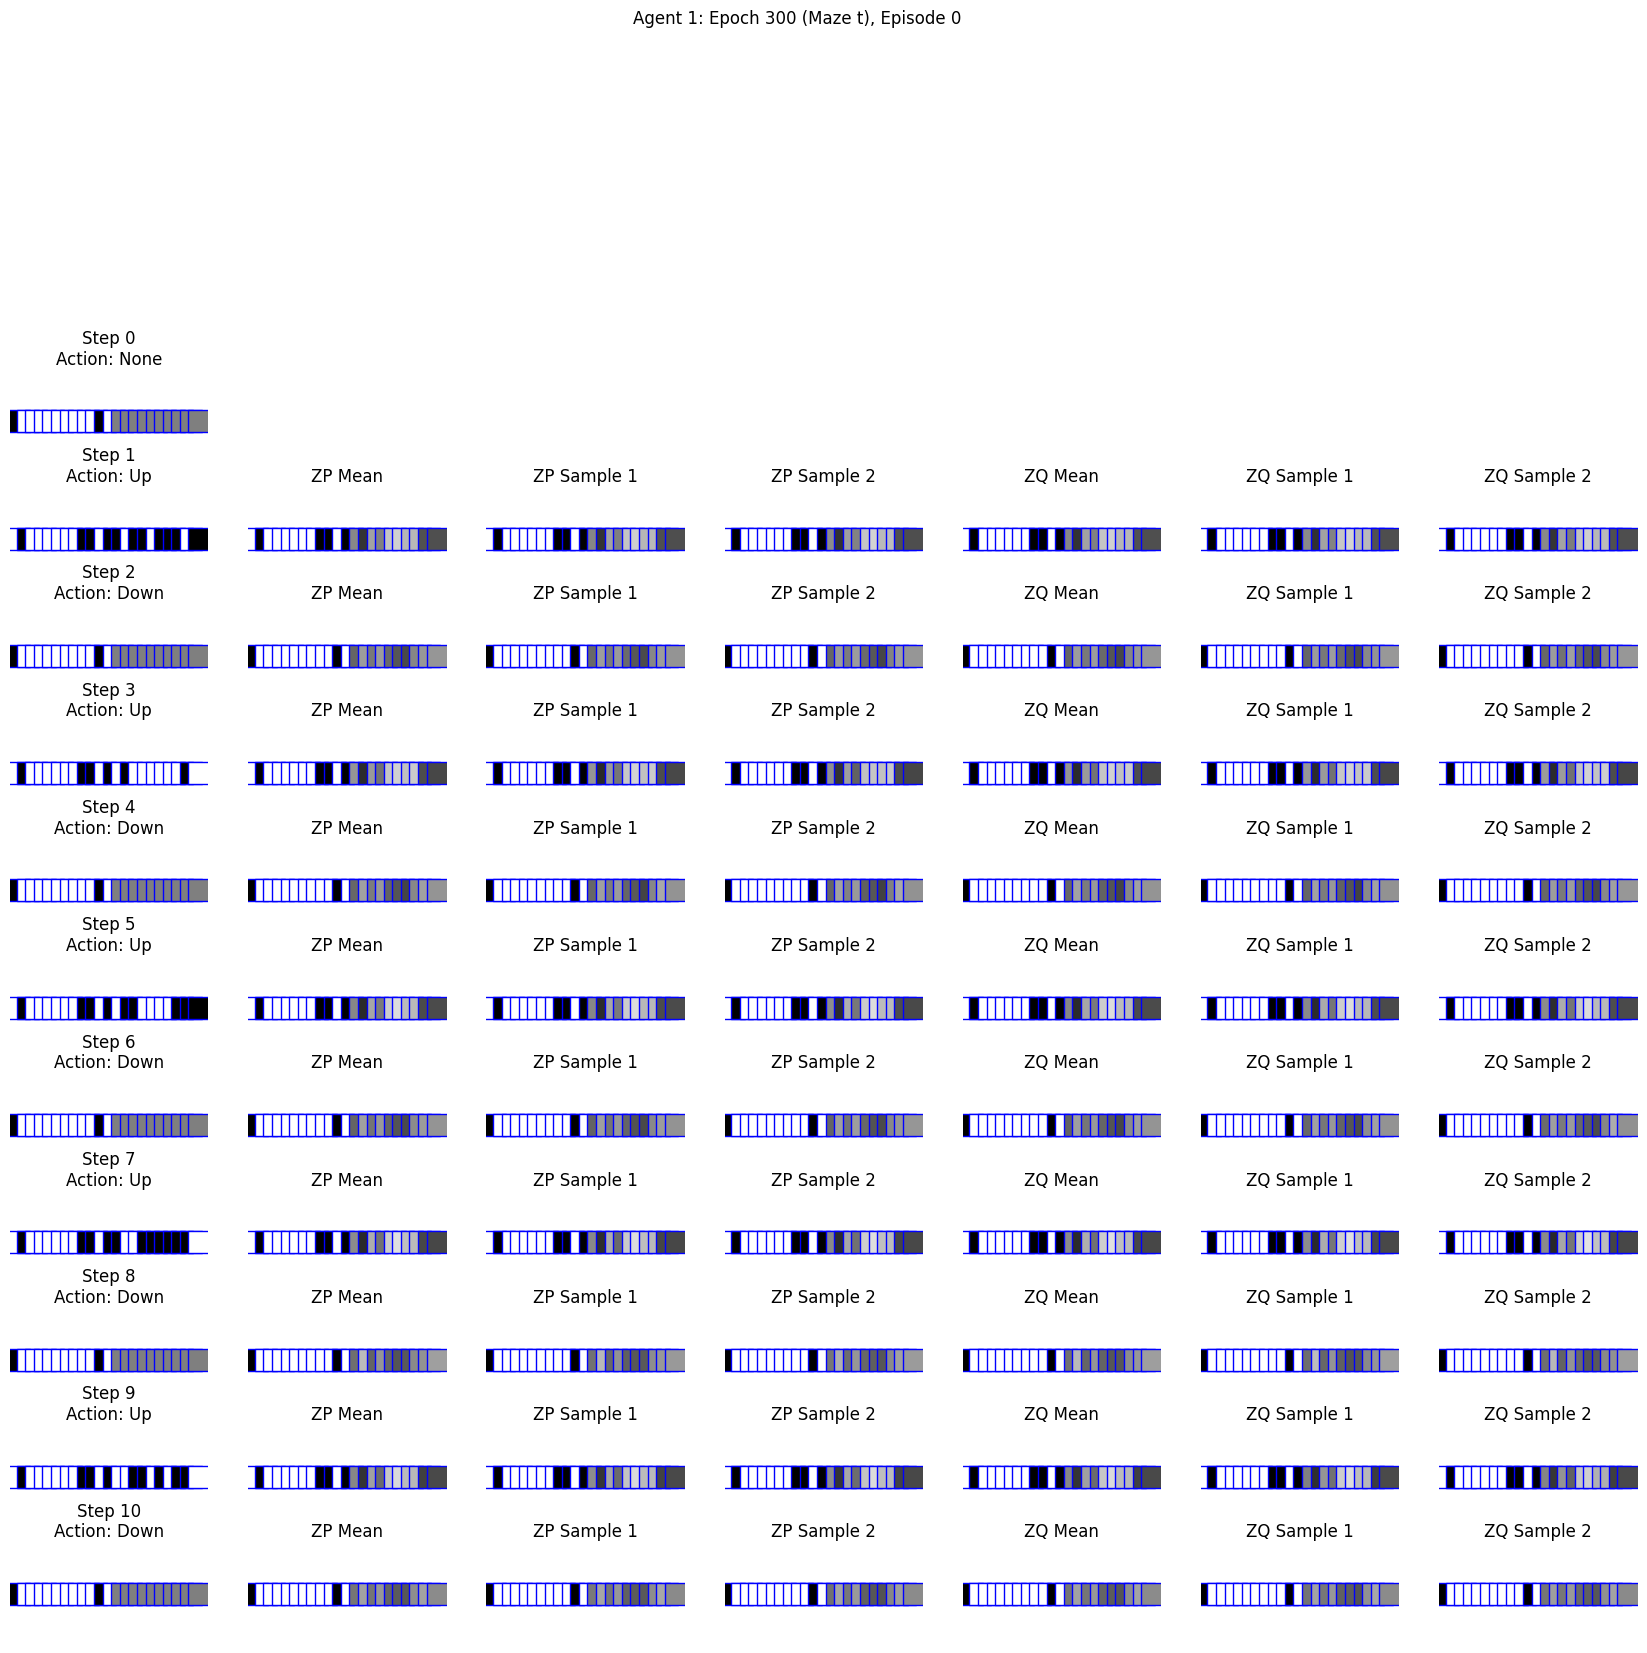 Agent 1: Epoch 300 (Maze t), Episode 0
Step 0
Action: None
Step 1
Action: Up
ZP Mean
ZP Sample 1
ZP Sample 2
ZQ Mean
ZQ Sample 1
ZQ Sample 2
Step 2
Action: Down
ZP Mean
ZP Sample 1
ZP Sample 2
ZQ Mean
ZQ Sample 1
ZQ Sample 2
Step 3
Action: Up
ZP Mean
ZP Sample 1
ZP Sample 2
ZQ Mean
ZQ Sample 1
ZQ Sample 2
Step 4
Action: Down
ZP Mean
ZP Sample 1
ZP Sample 2
ZQ Mean
ZQ Sample 1
ZQ Sample 2
Step 5
Action: Up
ZP Mean
ZP Sample 1
ZP Sample 2
ZQ Mean
ZQ Sample 1
ZQ Sample 2
Step 6
Action: Down
ZP Mean
ZP Sample 1
ZP Sample 2
ZQ Mean
ZQ Sample 1
ZQ Sample 2
Step 7
Action: Up
ZP Mean
ZP Sample 1
ZP Sample 2
ZQ Mean
ZQ Sample 1
ZQ Sample 2
Step 8
Action: Down
ZP Mean
ZP Sample 1
ZP Sample 2
ZQ Mean
ZQ Sample 1
ZQ Sample 2
Step 9
Action: Up
ZP Mean
ZP Sample 1
ZP Sample 2
ZQ Mean
ZQ Sample 1
ZQ Sample 2
Step 10
Action: Down
ZP Mean
ZP Sample 1
ZP Sample 2
ZQ Mean
ZQ Sample 1
ZQ Sample 2